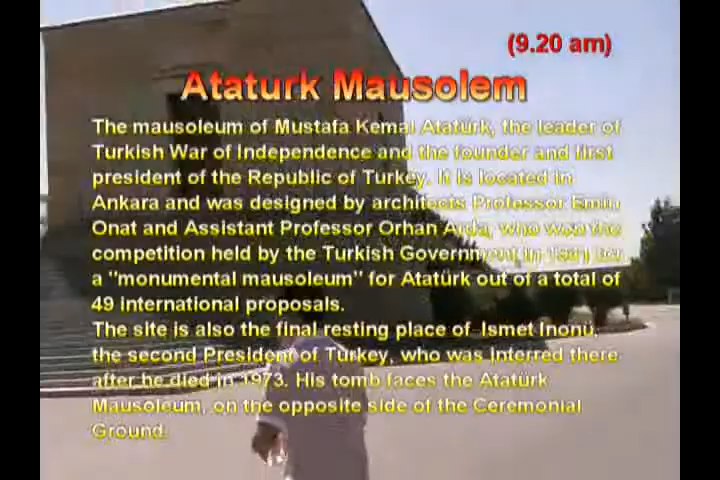 (9.20 am)
Ataturk Mausolem
The mausoleum of Mustafa Kemal Atatürk, the leader of
Turkish War of Independence and the founder and first
president of the Republic of Turkey. It is located in
Ankara and was designed by architects Professor Emin
Onat and Assistant Professor Orhan Arda, who won the
competition held by the Turkish Government in for
a "monumental mausoleum" for Atatürk out of a total of
49 international proposals.
The site is also the final resting place of Ismet Inonü,
the second President of Turkey, who was interred there
after he died in 1973. His tomb faces the Atatürk
Mausoleum, on the opposite side of the Ceremonial
Ground.